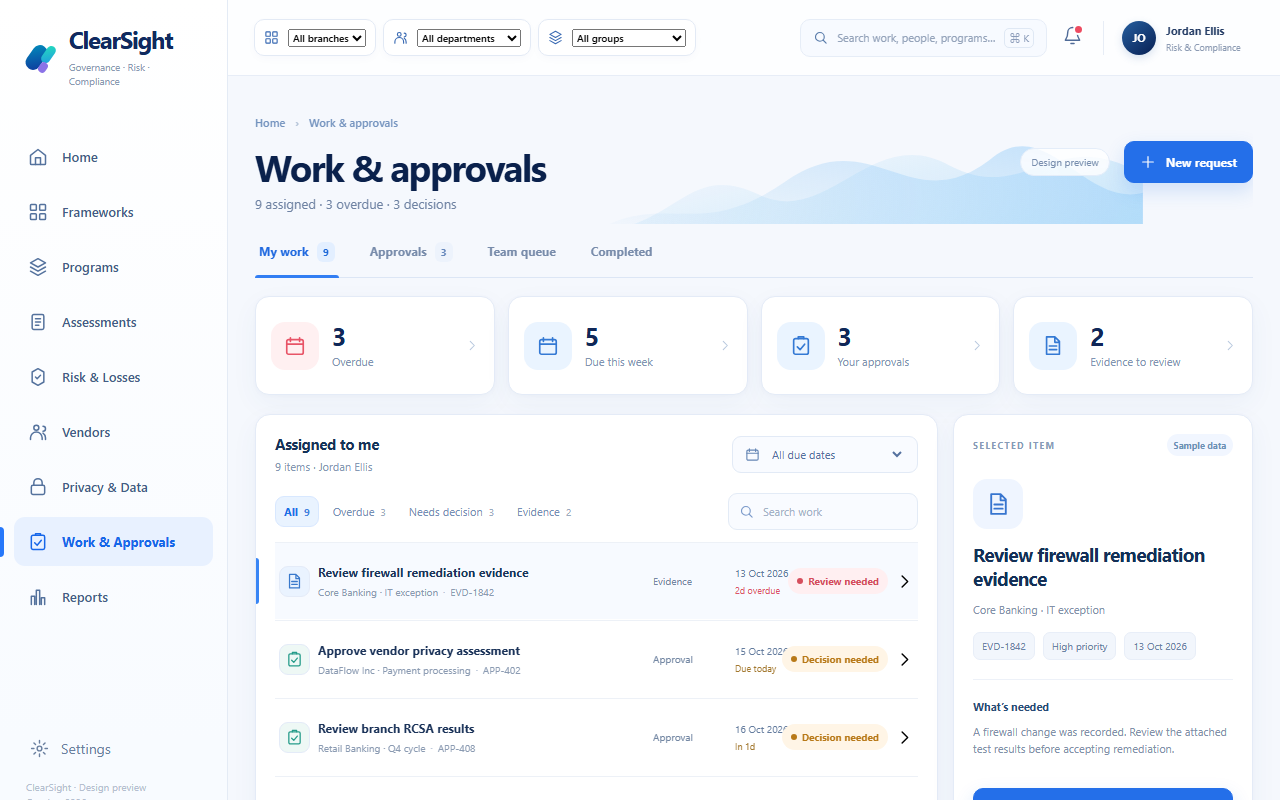 ClearSight
Governance · Risk ·
Compliance
Home
Frameworks
Programs
Assessments
Risk & Losses
Vendors
Privacy & Data
Work & Approvals
Reports
Settings
ClearSight · Design preview
All branches
All departments
All groups
Search work, people, programs...
⌘ K
JO
Jordan Ellis
Risk & Compliance
Home › Work & approvals
Work & approvals
9 assigned · 3 overdue · 3 decisions
Design preview
New request
My work 9
Approvals 3
Team queue
Completed
3
Overdue
5
Due this week
3
Your approvals
2
Evidence to review
Assigned to me
9 items · Jordan Ellis
All due dates
All 9
Overdue 3
Needs decision 3
Evidence 2
Search work
Review firewall remediation evidence
Core Banking · IT exception · EVD-1842
Evidence
13 Oct 2026
2d overdue
Review needed
Approve vendor privacy assessment
DataFlow Inc · Payment processing · APP-402
Approval
15 Oct 2026
Due today
Decision needed
Review branch RCSA results
Retail Banking · Q4 cycle · APP-408
Approval
16 Oct 2026
In 1d
Decision needed
SELECTED ITEM
Sample data
Review firewall remediation
evidence
Core Banking · IT exception
EVD-1842
High priority
13 Oct 2026
What's needed
A firewall change was recorded. Review the attached
test results before accepting remediation.